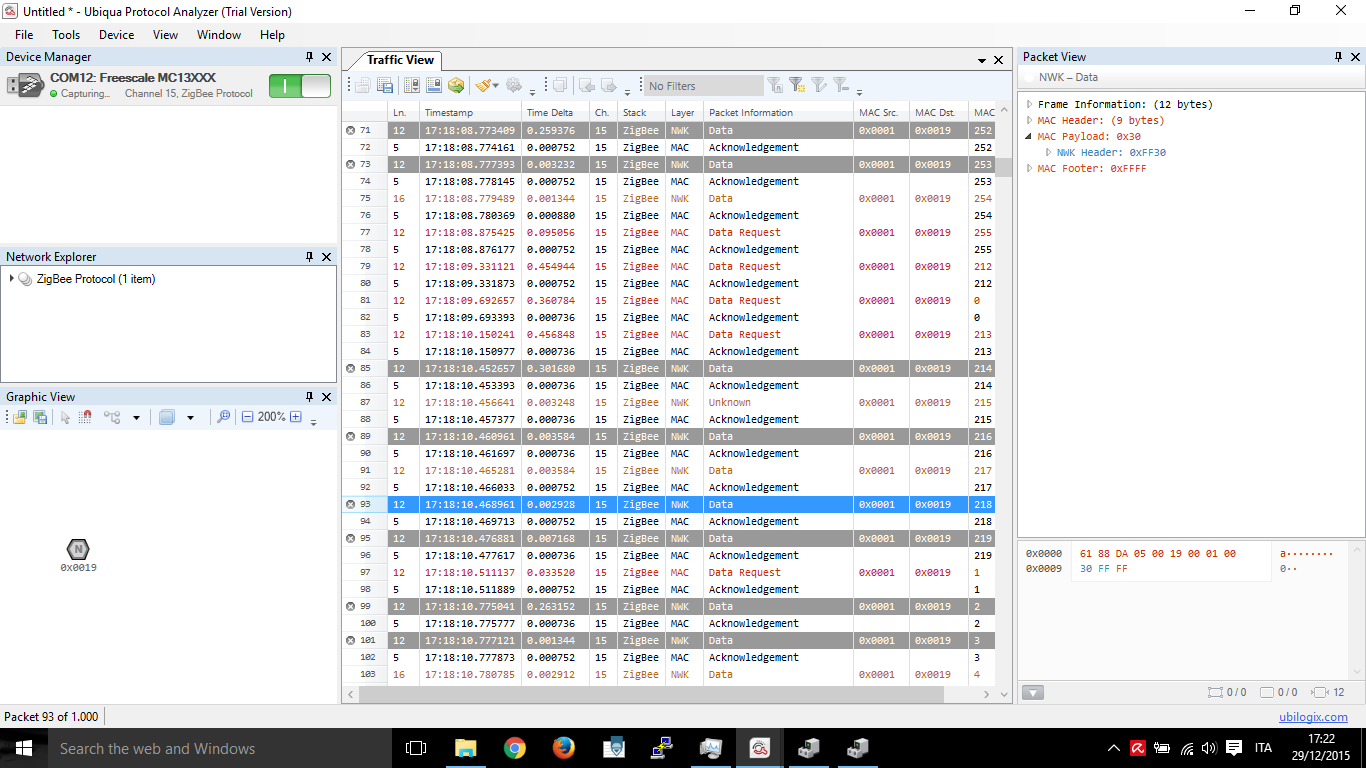 Untitled * - Ubiqua Protocol Analyzer (Trial Version)
File Tools Device View Window Help
Device Manager
COM12: Freescale MC13XXX
Capturing... Channel 15, ZigBee Protocol
Network Explorer
ZigBee Protocol (1 item)
Graphic View
200%
N
0x0019
Traffic View
No Filters
Ln. Timestamp Time Delta Ch. Stack Layer Packet Information MAC Src. MAC Dst. MAC
71 12 17:18:08.773409 0.259376 15 ZigBee NWK Data 0x0001 0x0019 252
72 5 17:18:08.774161 0.000752 15 ZigBee MAC Acknowledgement 252
73 12 17:18:08.777393 0.003232 15 ZigBee NWK Data 0x0001 0x0019 253
74 5 17:18:08.778145 0.000752 15 ZigBee MAC Acknowledgement 253
75 16 17:18:08.779489 0.001344 15 ZigBee NWK Data 0x0001 0x0019 254
76 5 17:18:08.780369 0.000880 15 ZigBee MAC Acknowledgement 254
77 12 17:18:08.875425 0.095056 15 ZigBee MAC Data Request 0x0001 0x0019 255
78 5 17:18:08.876177 0.000752 15 ZigBee MAC Acknowledgement 255
79 12 17:18:09.331121 0.454944 15 ZigBee MAC Data Request 0x0001 0x0019 212
80 5 17:18:09.331873 0.000752 15 ZigBee MAC Acknowledgement 212
81 12 17:18:09.692657 0.360784 15 ZigBee MAC Data Request 0x0001 0x0019 0
82 5 17:18:09.693393 0.000736 15 ZigBee MAC Acknowledgement 0
83 12 17:18:10.150241 0.456848 15 ZigBee MAC Data Request 0x0001 0x0019 213
84 5 17:18:10.150977 0.000736 15 ZigBee MAC Acknowledgement 213
85 12 17:18:10.452657 0.301680 15 ZigBee NWK Data 0x0001 0x0019 214
86 5 17:18:10.453393 0.000736 15 ZigBee MAC Acknowledgement 214
87 12 17:18:10.456641 0.003248 15 ZigBee NWK Unknown 0x0001 0x0019 215
88 5 17:18:10.457377 0.000736 15 ZigBee MAC Acknowledgement 215
89 12 17:18:10.460961 0.003584 15 ZigBee NWK Data 0x0001 0x0019 216
90 5 17:18:10.461697 0.000736 15 ZigBee MAC Acknowledgement 216
91 12 17:18:10.465281 0.003584 15 ZigBee NWK Data 0x0001 0x0019 217
92 5 17:18:10.466033 0.000752 15 ZigBee MAC Acknowledgement 217
93 12 17:18:10.468961 0.002928 15 ZigBee NWK Data 0x0001 0x0019 218
94 5 17:18:10.469713 0.000752 15 ZigBee MAC Acknowledgement 218
95 12 17:18:10.476881 0.007168 15 ZigBee NWK Data 0x0001 0x0019 219
96 5 17:18:10.477617 0.000736 15 ZigBee MAC Acknowledgement 219
97 12 17:18:10.511137 0.033520 15 ZigBee MAC Data Request 0x0001 0x0019 1
98 5 17:18:10.511889 0.000752 15 ZigBee MAC Acknowledgement 1
99 12 17:18:10.775041 0.263152 15 ZigBee NWK Data 0x0001 0x0019 2
100 5 17:18:10.775777 0.000736 15 ZigBee MAC Acknowledgement 2
101 12 17:18:10.777121 0.001344 15 ZigBee NWK Data 0x0001 0x0019 3
102 5 17:18:10.777873 0.000752 15 ZigBee MAC Acknowledgement 3
103 16 17:18:10.780785 0.002912 15 ZigBee NWK Data 0x0001 0x0019 4
Packet View
NWK – Data
Frame Information: (12 bytes)
MAC Header: (9 bytes)
MAC Payload: 0x30
NWK Header: 0xFF30
MAC Footer: 0xFFFF
0x0000 61 88 DA 05 00 19 00 01 00 a········
0x0009 30 FF FF 0··
0 / 0 0 / 0 12
Packet 93 of 1.000
ubilogix.com
Search the web and Windows
ITA
17:22
29/12/2015